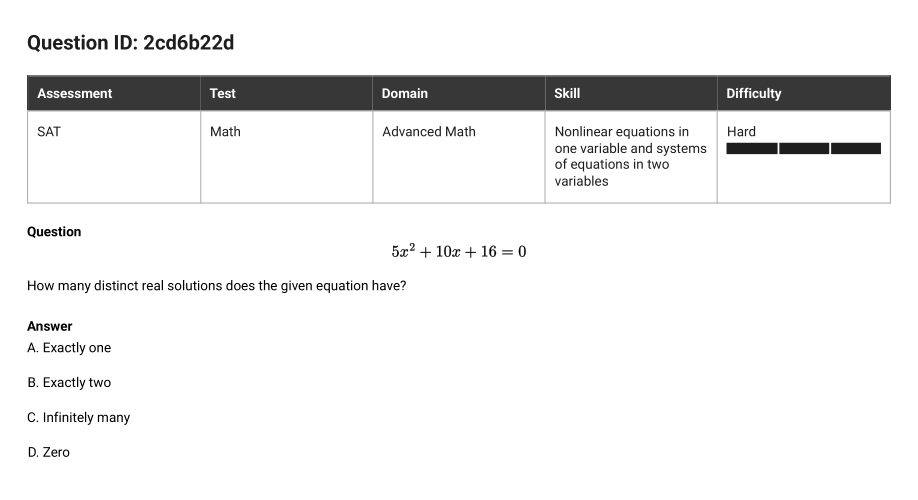 Question ID: 2cd6b22d
Assessment Test Domain Skill Difficulty
SAT Math Advanced Math Nonlinear equations in Hard
one variable and systems
of equations in two
variables
Question
5x² + 10x + 16 = 0
How many distinct real solutions does the given equation have?
Answer
A. Exactly one
B. Exactly two
C. Infinitely many
D. Zero